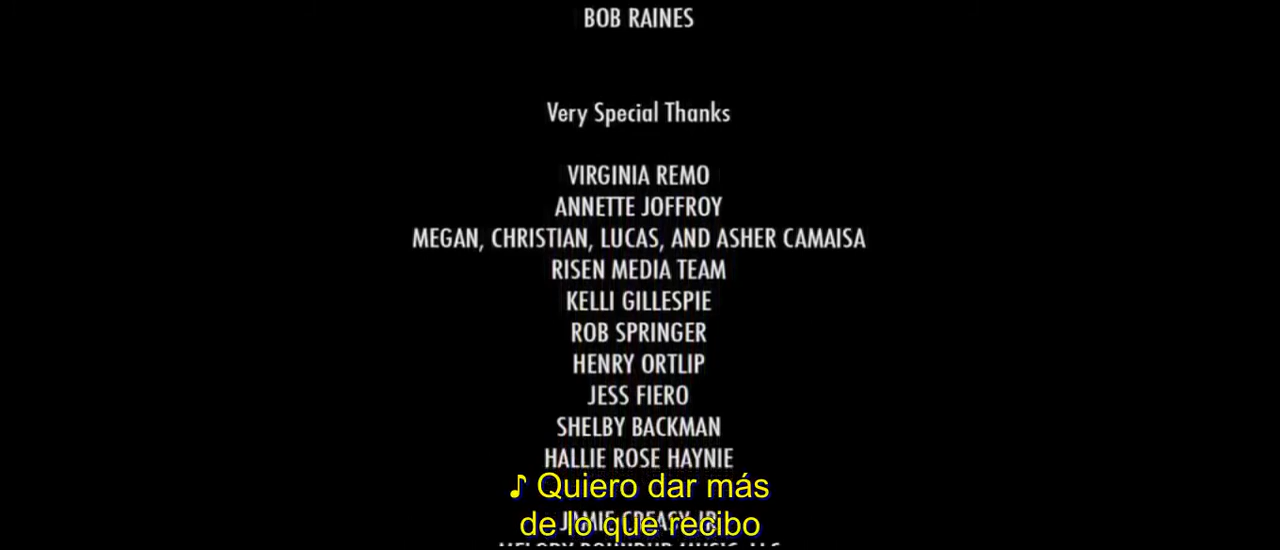 BOB RAINES
Very Special Thanks
VIRGINIA REMO
ANNETTE JOFFROY
MEGAN, CHRISTIAN, LUCAS, AND ASHER CAMAISA
RISEN MEDIA TEAM
KELLI GILLESPIE
ROB SPRINGER
HENRY ORTLIP
JESS FIERO
SHELBY BACKMAN
HALLIE ROSE HAYNIE
♪ Quiero dar más
de lo que recibo